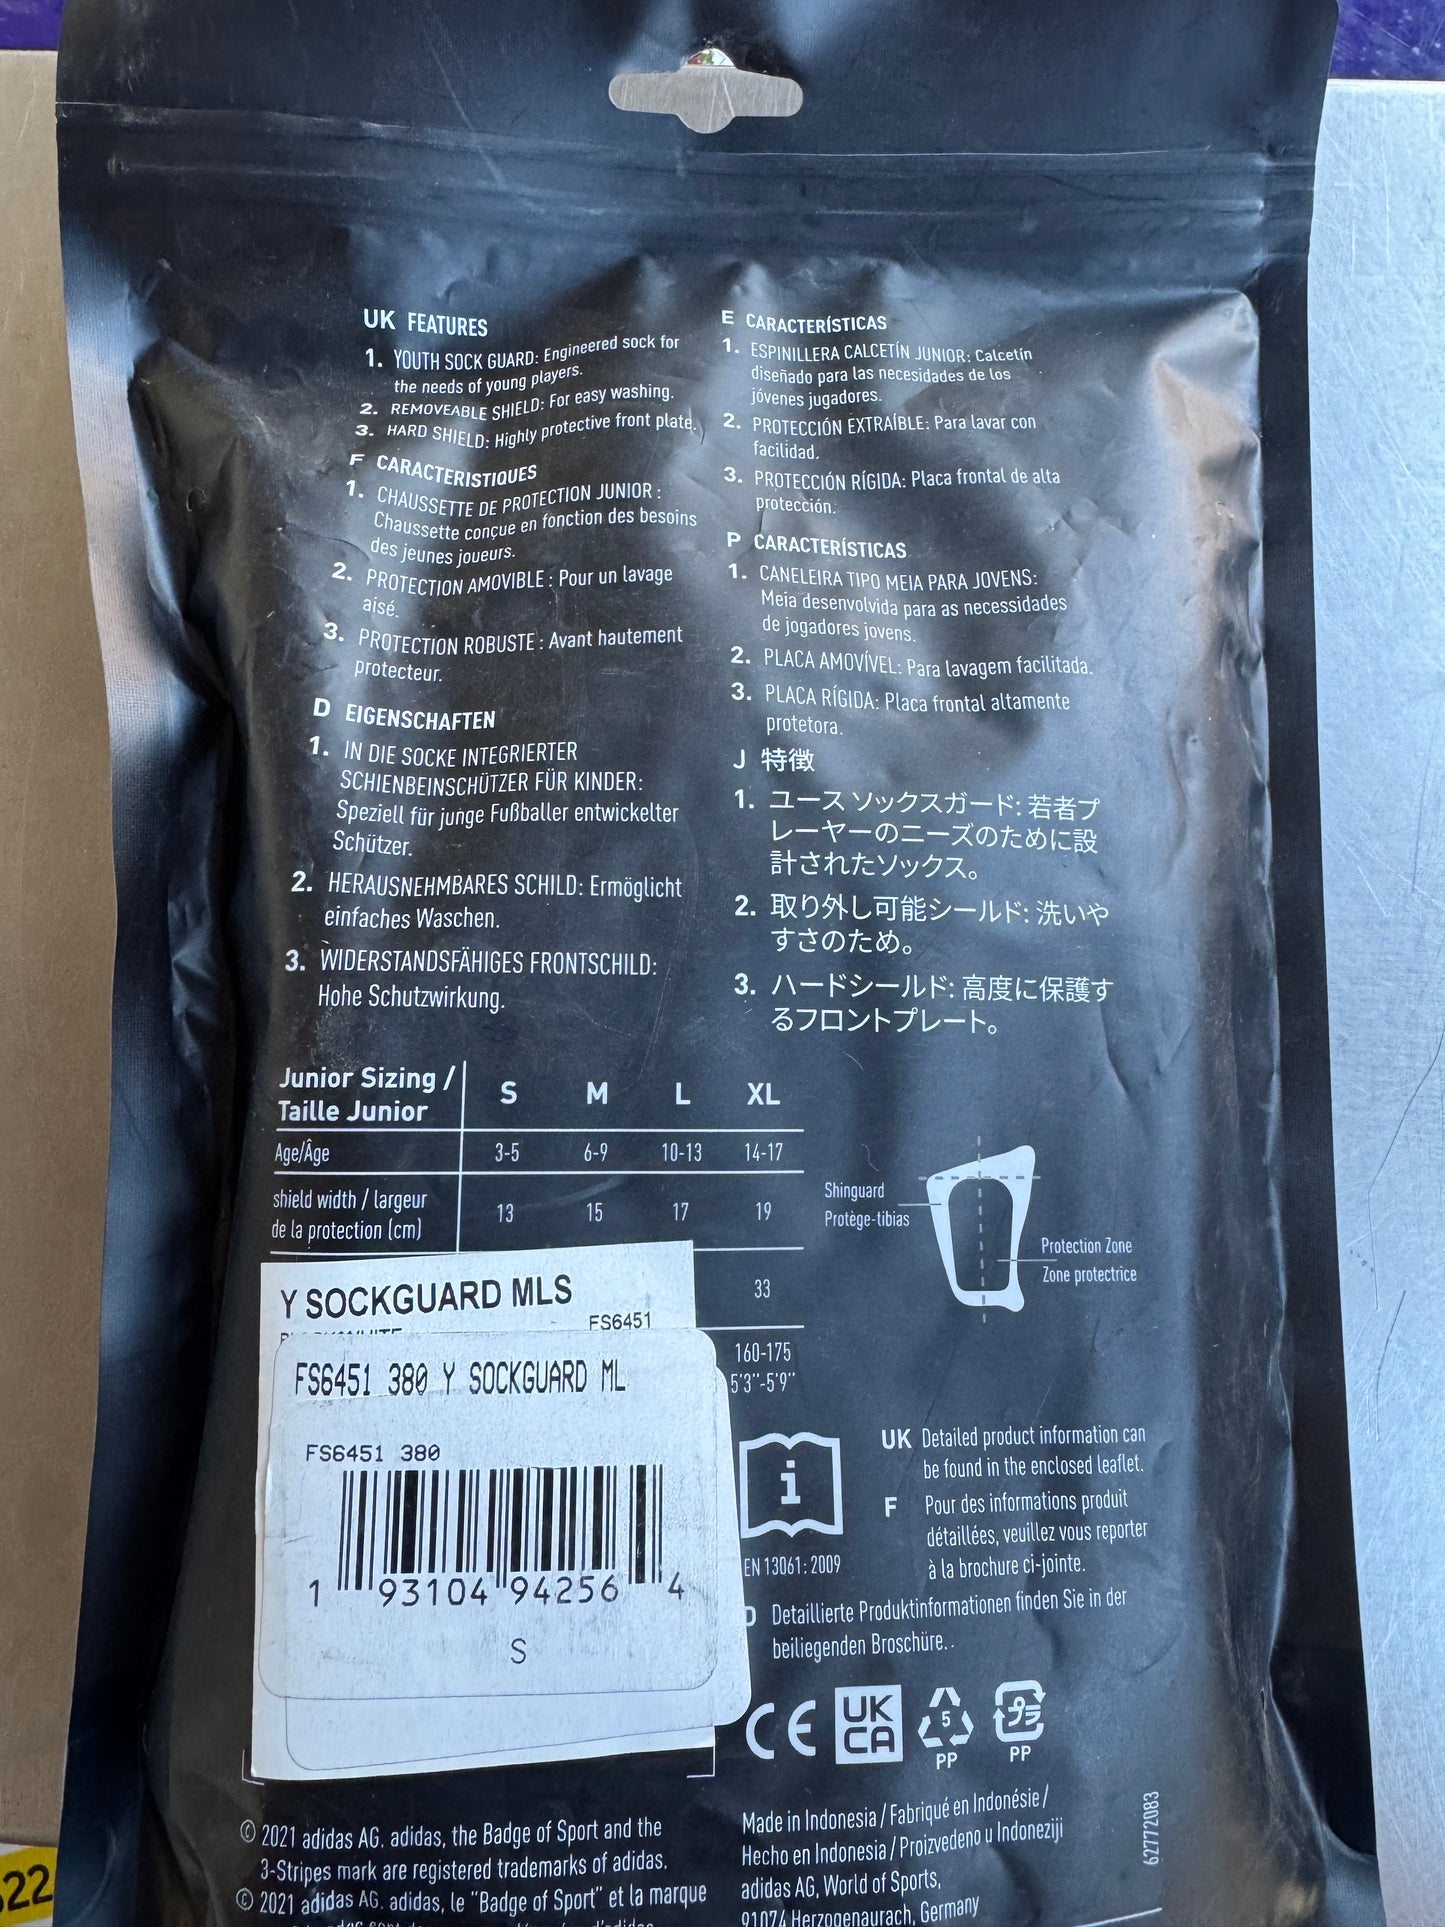 UK FEATURES
1. YOUTH SOCK GUARD: Engineered sock for
the needs of young players.
2. REMOVEABLE SHIELD: For easy washing.
3. HARD SHIELD: Highly protective front plate.
F CARACTERISTIQUES
1. CHAUSSETTE DE PROTECTION JUNIOR :
Chaussette conçue en fonction des besoins
des jeunes joueurs.
2. PROTECTION AMOVIBLE : Pour un lavage
aisé.
3. PROTECTION ROBUSTE : Avant hautement
protecteur.
D EIGENSCHAFTEN
1. IN DIE SOCKE INTEGRIERTER
SCHIENBEINSCHÜTZER FÜR KINDER:
Speziell für junge Fußballer entwickelter
Schützer.
2. HERAUSNEHMBARES SCHILD: Ermöglicht
einfaches Waschen.
3. WIDERSTANDSFÄHIGES FRONTSCHILD:
Hohe Schutzwirkung.
E CARACTERÍSTICAS
1. ESPINILLERA CALCETÍN JUNIOR: Calcetín
diseñado para las necesidades de los
jóvenes jugadores.
2. PROTECCIÓN EXTRAÍBLE: Para lavar con
facilidad.
3. PROTECCIÓN RÍGIDA: Placa frontal de alta
protección.
P CARACTERÍSTICAS
1. CANELEIRA TIPO MEIA PARA JOVENS:
Meia desenvolvida para as necessidades
de jogadores jovens.
2. PLACA AMOVÍVEL: Para lavagem facilitada.
3. PLACA RÍGIDA: Placa frontal altamente
protetora.
J 特徴
1. ユース ソックスガード: 若者プ
レーヤーのニーズのために設
計されたソックス。
2. 取り外し可能シールド: 洗いや
すさのため。
3. ハードシールド: 高度に保護す
るフロントプレート。
Junior Sizing / S M L XL
Taille Junior
Age/Âge 3-5 6-9 10-13 14-17
shield width / largeur
de la protection (cm) 13 15 17 19
33
160-175
5'3"-5'9"
Shinguard
Protège-tibias
Protection Zone
Zone protectrice
Y SOCKGUARD MLS
FS6451
FS6451 380 Y SOCKGUARD ML
FS6451 380
1 93104 94256 4
S
i
EN 13061: 2009
UK Detailed product information can
be found in the enclosed leaflet.
F Pour des informations produit
détaillées, veuillez vous reporter
à la brochure ci-jointe.
D Detaillierte Produktinformationen finden Sie in der
beiliegenden Broschüre..
CE UK
CA
5
PP
プラ
PP
© 2021 adidas AG. adidas, the Badge of Sport and the
3-Stripes mark are registered trademarks of adidas.
© 2021 adidas AG. adidas, le "Badge of Sport" et la marque
Made in Indonesia / Fabriqué en Indonésie /
Hecho en Indonesia / Proizvedeno u Indoneziji
adidas AG, World of Sports,
91074 Herzogenaurach, Germany
62772083
22